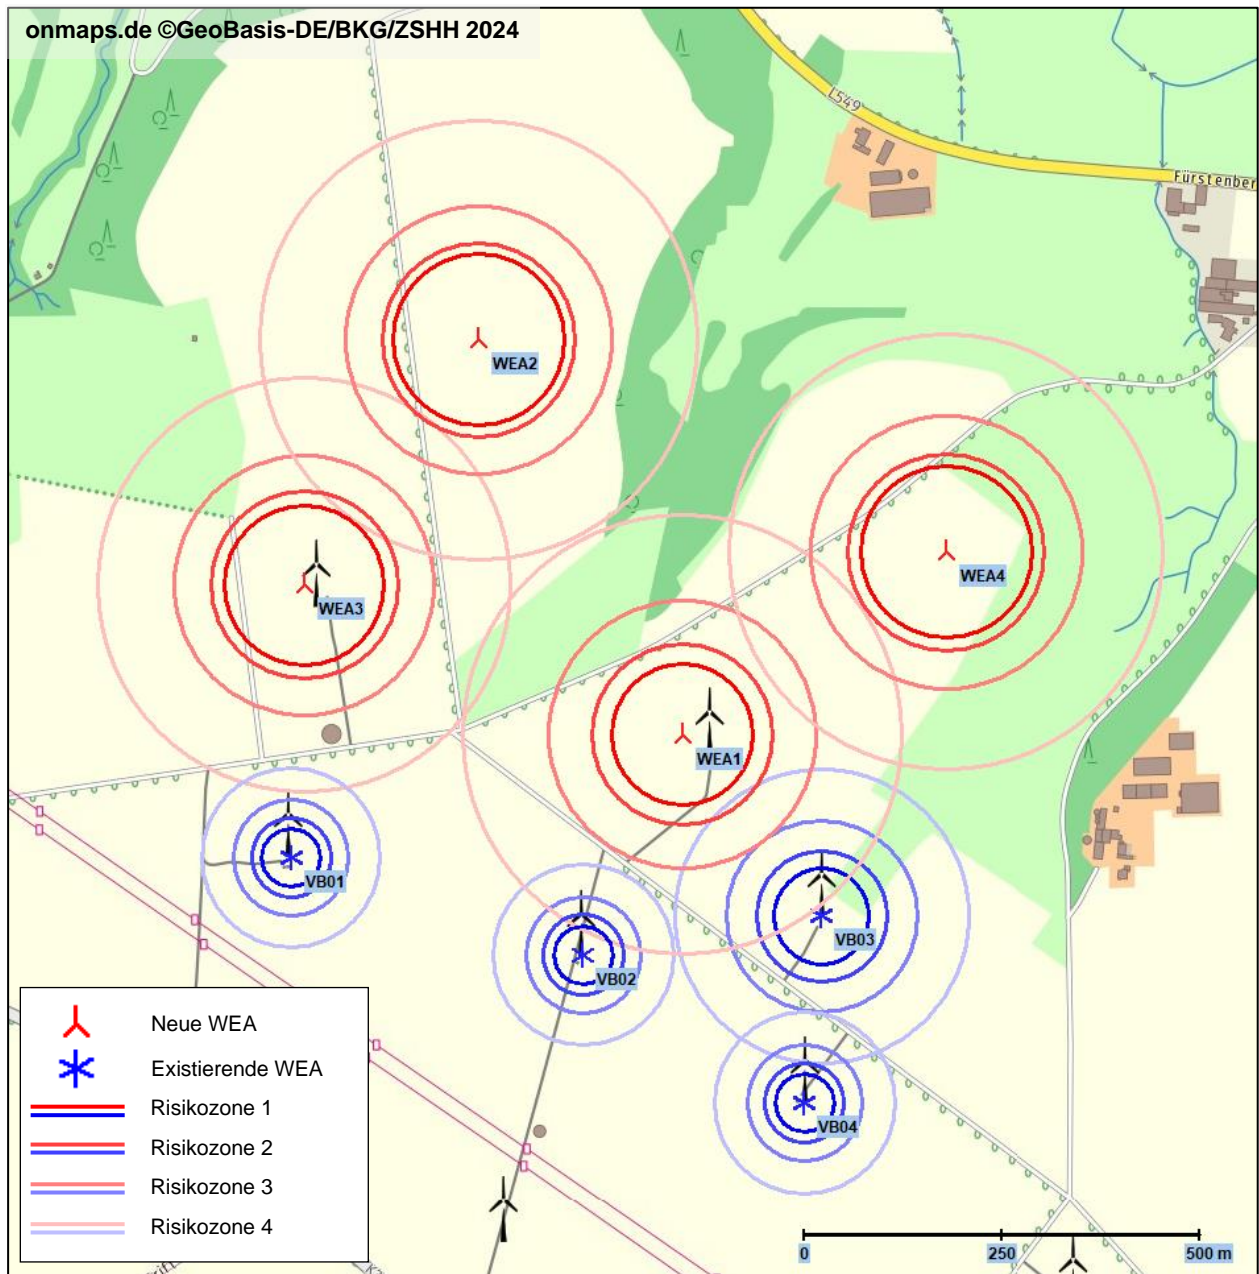 onmaps.de ©GeoBasis-DE/BKG/ZSHH 2024
L549
Fürstenber
WEA2
WEA4
WEA3
WEA1
VB01
VB03
VB02
VB04
Neue WEA
Existierende WEA
Risikozone 1
Risikozone 2
Risikozone 3
Risikozone 4
0 250 500 m